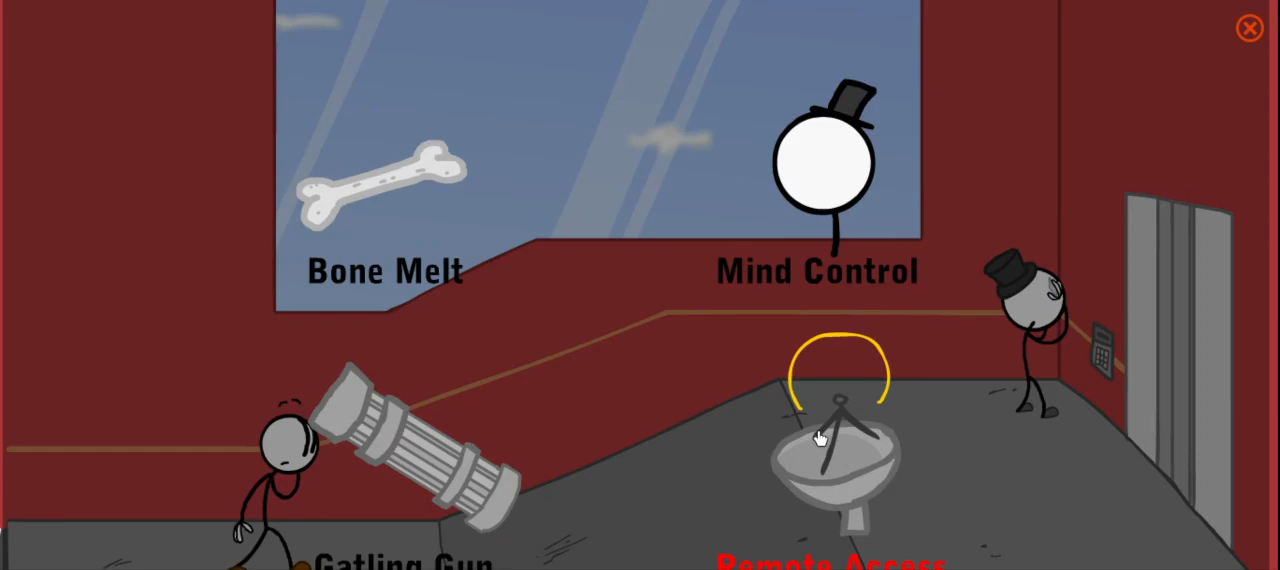 Bone Melt
Mind Control
Gatling Gun
Remote Access